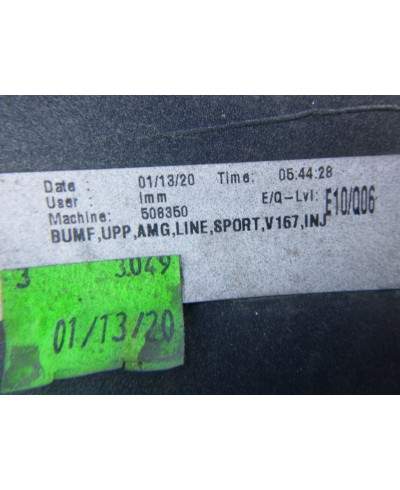 Date : 01/13/20 Time: 05:44:28
User : Imm E/Q-Lvl: E10/Q06
Machine: 508350
BUMF,UPP,AMG,LINE,SPORT,V167,INJ
3 3.049
01/13/20